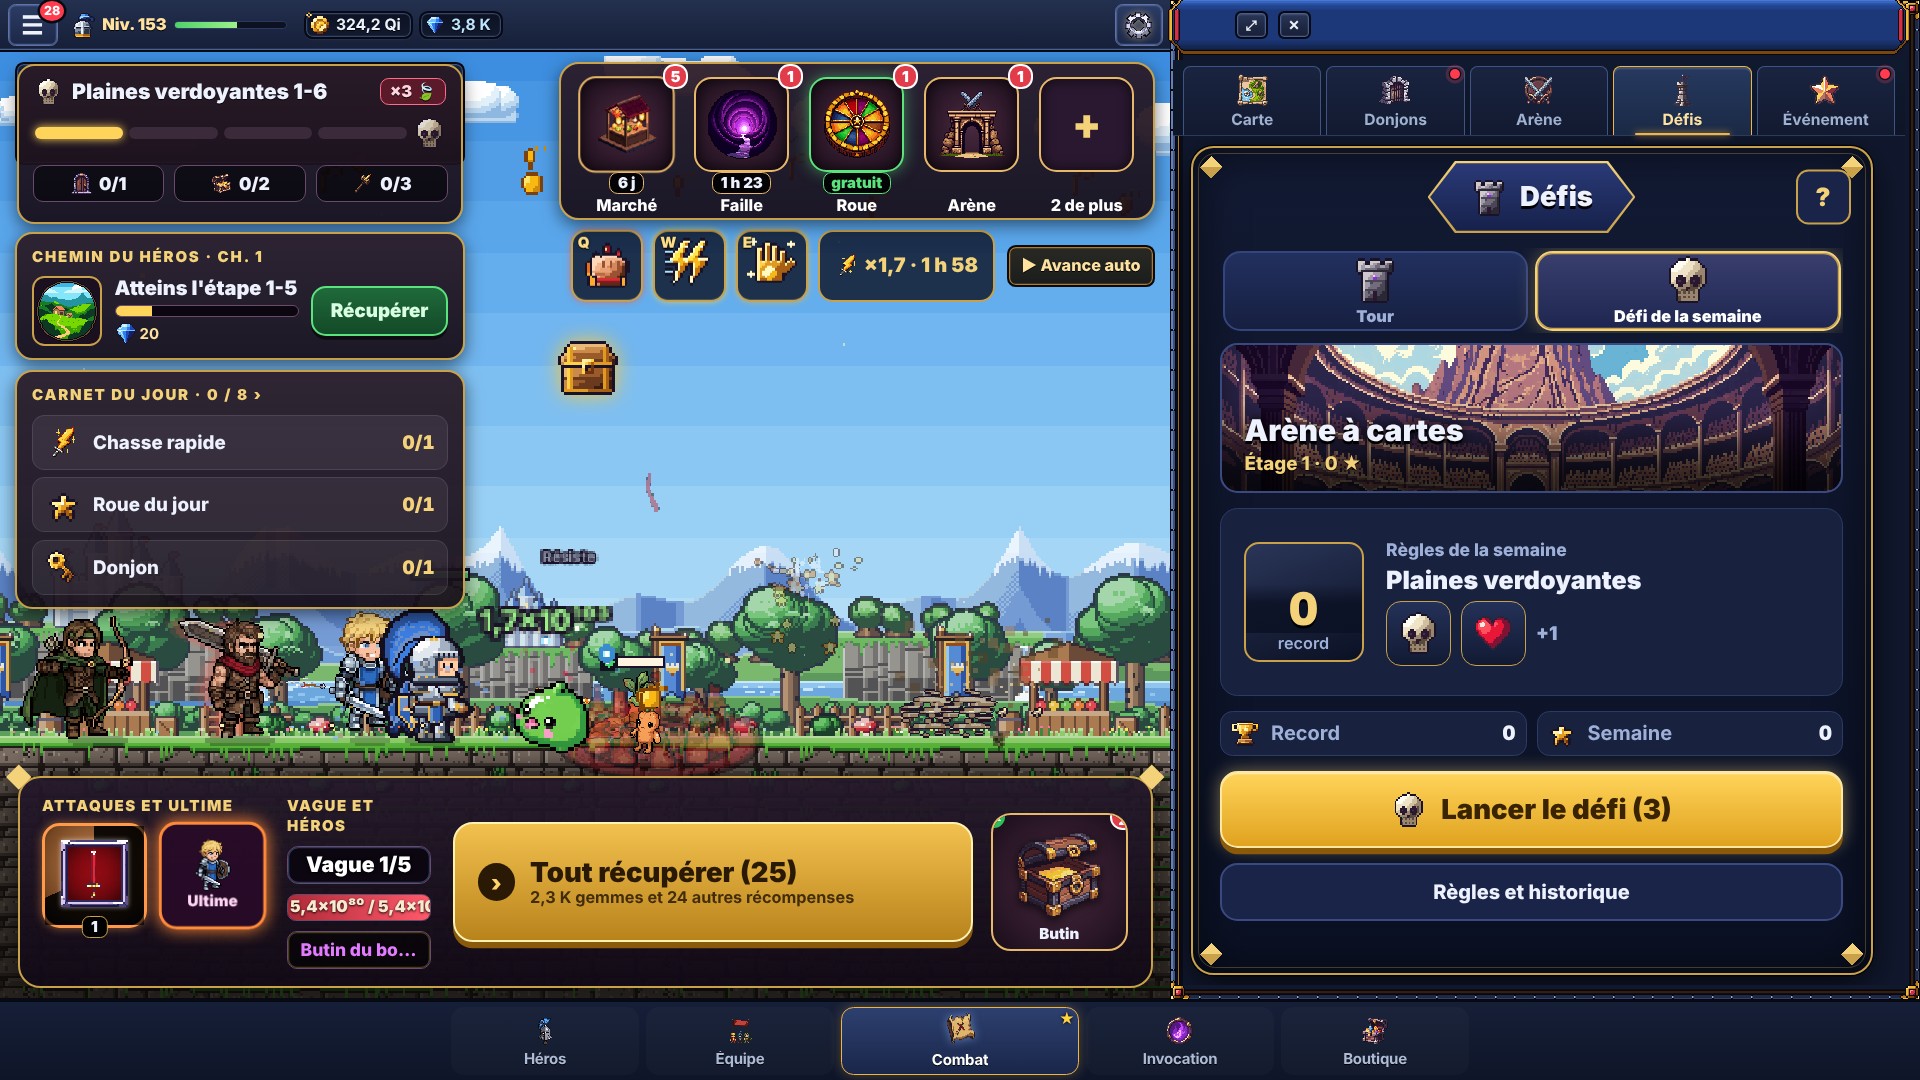 28
Niv. 153
324,2 Qi
3,8 K
Plaines verdoyantes 1-6
×3
0/1
0/2
0/3
CHEMIN DU HÉROS · CH. 1
Atteins l'étape 1-5
20
Récupérer
CARNET DU JOUR · 0 / 8 ›
Chasse rapide
0/1
Roue du jour
0/1
Donjon
0/1
5
6 j
Marché
1
1 h 23
Faille
1
gratuit
Roue
1
Arène
+
2 de plus
Q
W
E
×1,7 · 1 h 58
Avance auto
Résiste
ATTAQUES ET ULTIME
1
Ultime
VAGUE ET
HÉROS
Vague 1/5
5,4×10⁸⁰ / 5,4×10
Butin du bo...
Tout récupérer (25)
2,3 K gemmes et 24 autres récompenses
Butin
Héros
Équipe
Combat
Invocation
Boutique
Carte
Donjons
Arène
Défis
Événement
Défis
?
Tour
Défi de la semaine
Arène à cartes
Étage 1 · 0 ★
0
record
Règles de la semaine
Plaines verdoyantes
+1
Record
0
Semaine
0
Lancer le défi (3)
Règles et historique